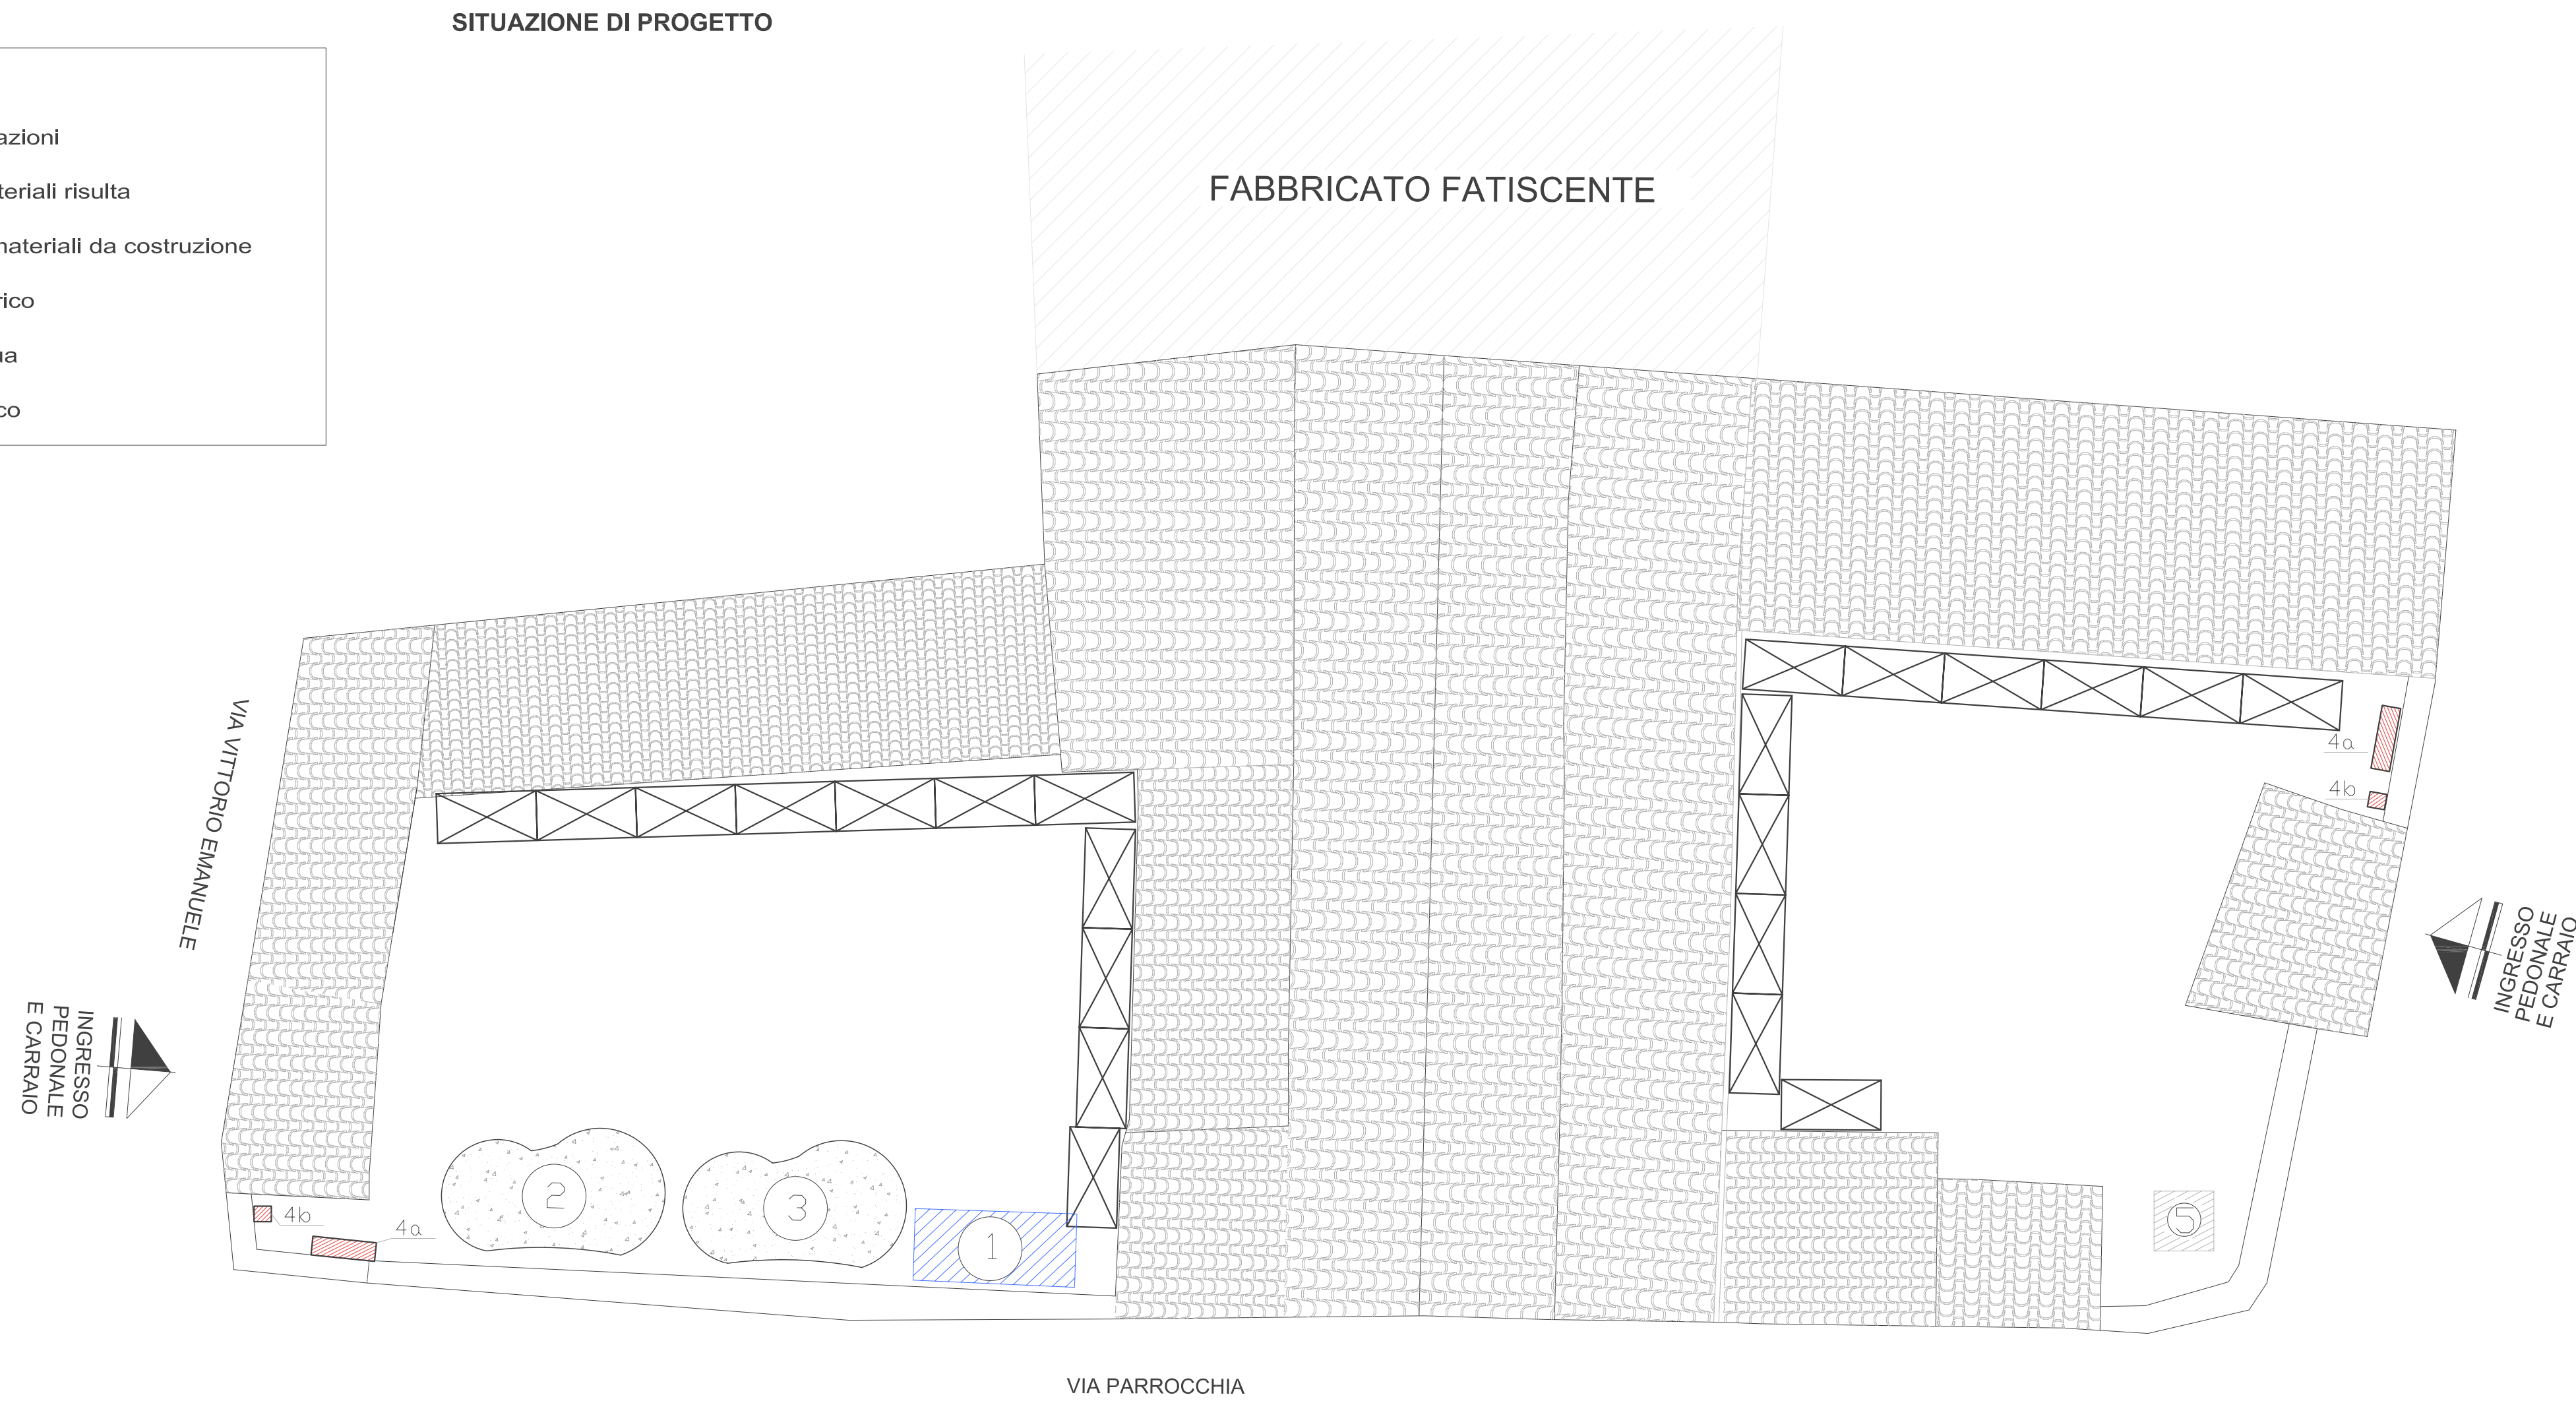 SITUAZIONE DI PROGETTO
azioni
teriali risulta
nateriali da costruzione
rico
ua
co
FABBRICATO FATISCENTE
VIA VITTORIO EMANUELE
INGRESSO
PEDONALE
E CARRAIO
4a
4b
INGRESSO
PEDONALE
E CARRAIO
2
3
1
4b
4a
5
VIA PARROCCHIA